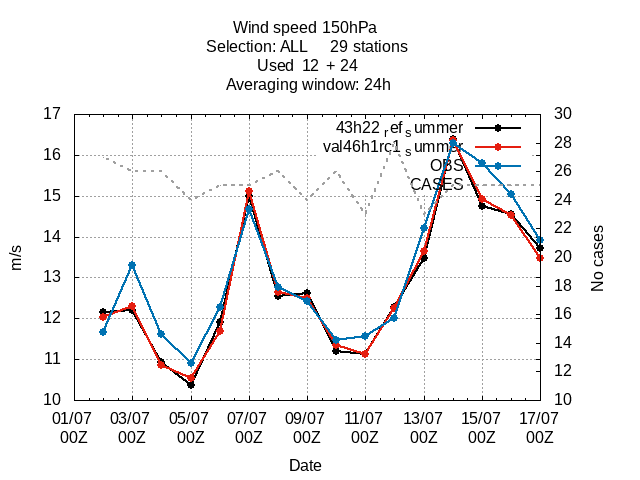 Wind speed 150hPa
Selection: ALL 29 stations
Used 12 + 24
Averaging window: 24h
43h22refsummer
val46h1rc1summer
OBS
CASES
17
16
15
14
13
12
11
10
m/s
30
28
26
24
22
20
18
16
14
12
10
No cases
01/07 03/07 05/07 07/07 09/07 11/07 13/07 15/07 17/07
00Z 00Z 00Z 00Z 00Z 00Z 00Z 00Z 00Z
Date